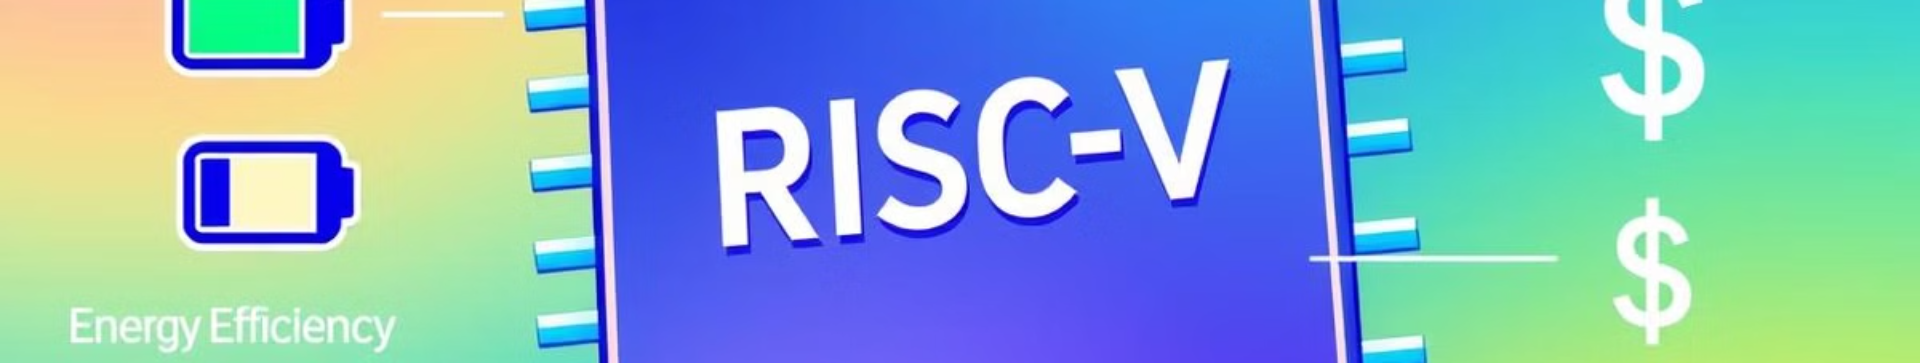 $
RISC-V
$
Energy Efficiency